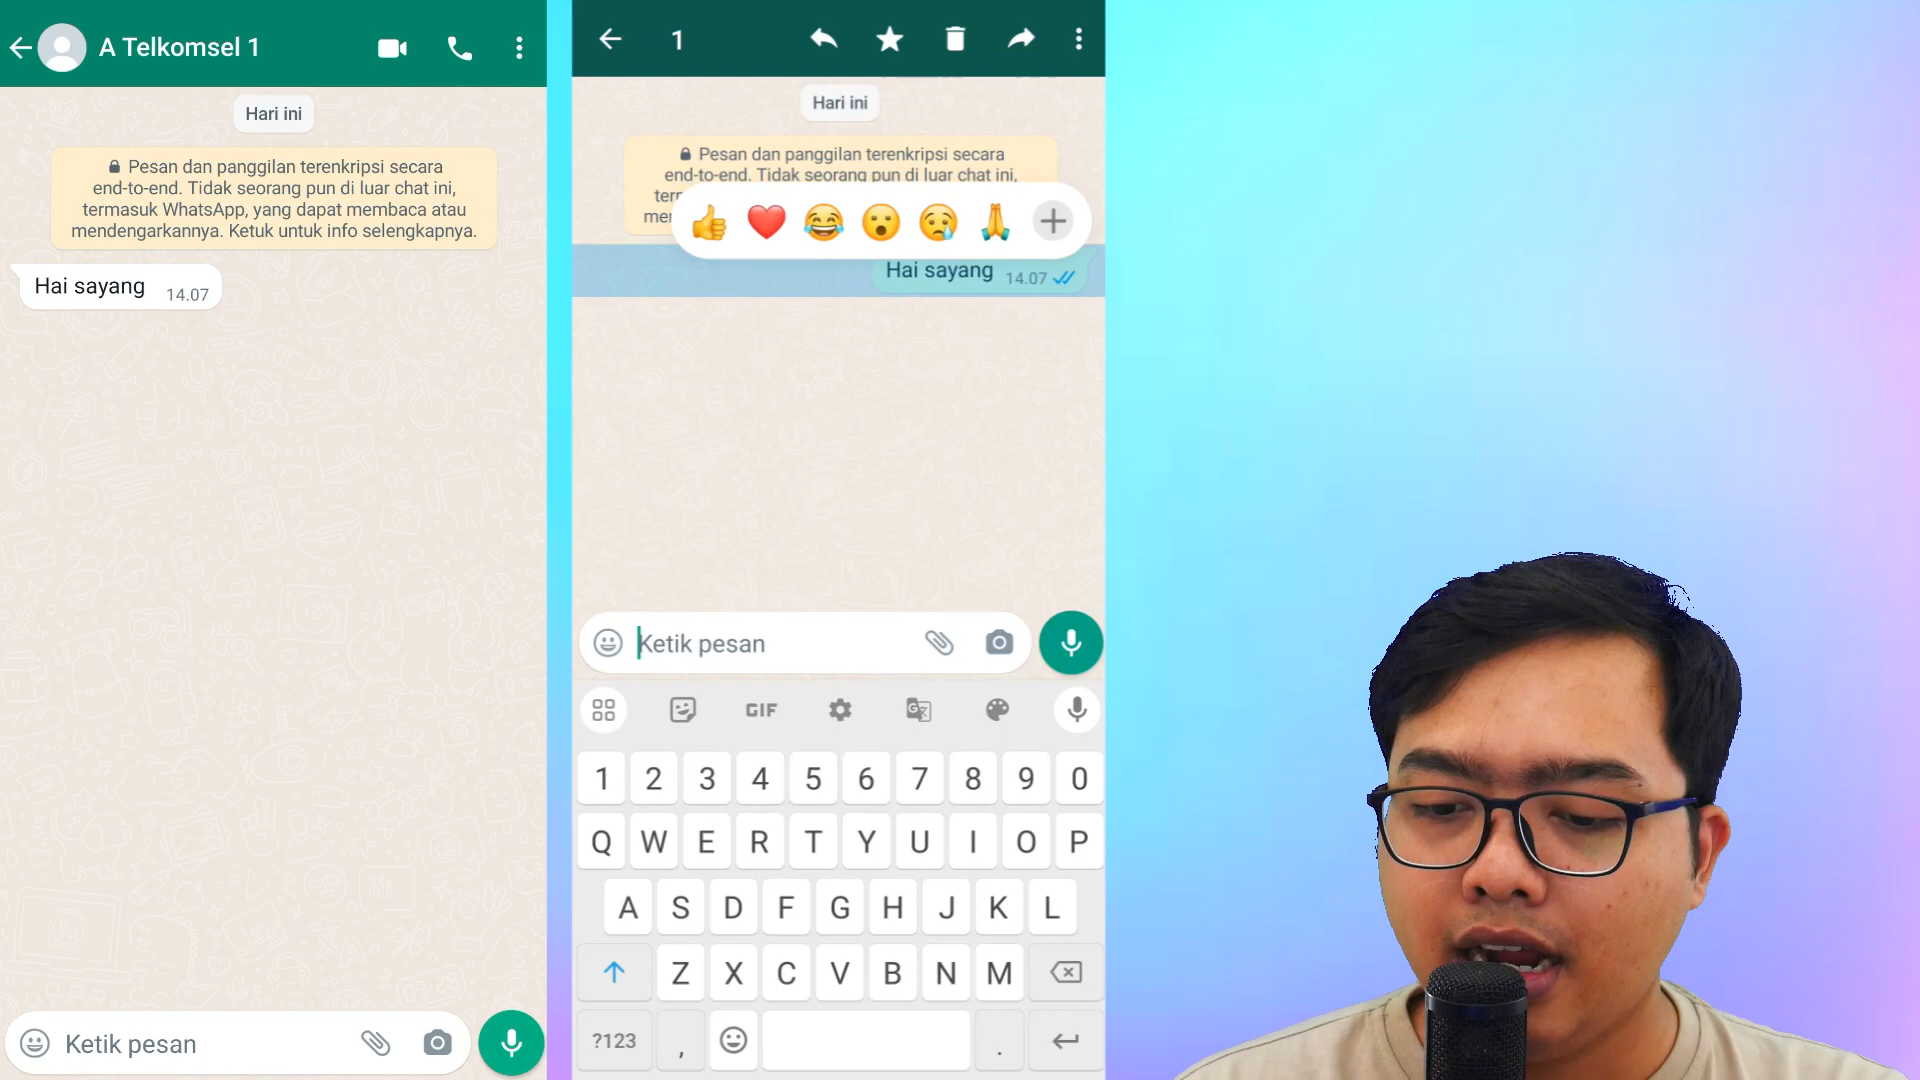 A Telkomsel 1
Hari ini
Pesan dan panggilan terenkripsi secara
end-to-end. Tidak seorang pun di luar chat ini,
termasuk WhatsApp, yang dapat membaca atau
mendengarkannya. Ketuk untuk info selengkapnya.
Hai sayang 14.07
Ketik pesan
1
Hari ini
Pesan dan panggilan terenkripsi secara
end-to-end. Tidak seorang pun di luar chat ini,
Hai sayang 14.07
Ketik pesan
GIF
1 2 3 4 5 6 7 8 9 0
Q W E R T Y U I O P
A S D F G H J K L
Z X C V B N M
?123 , .